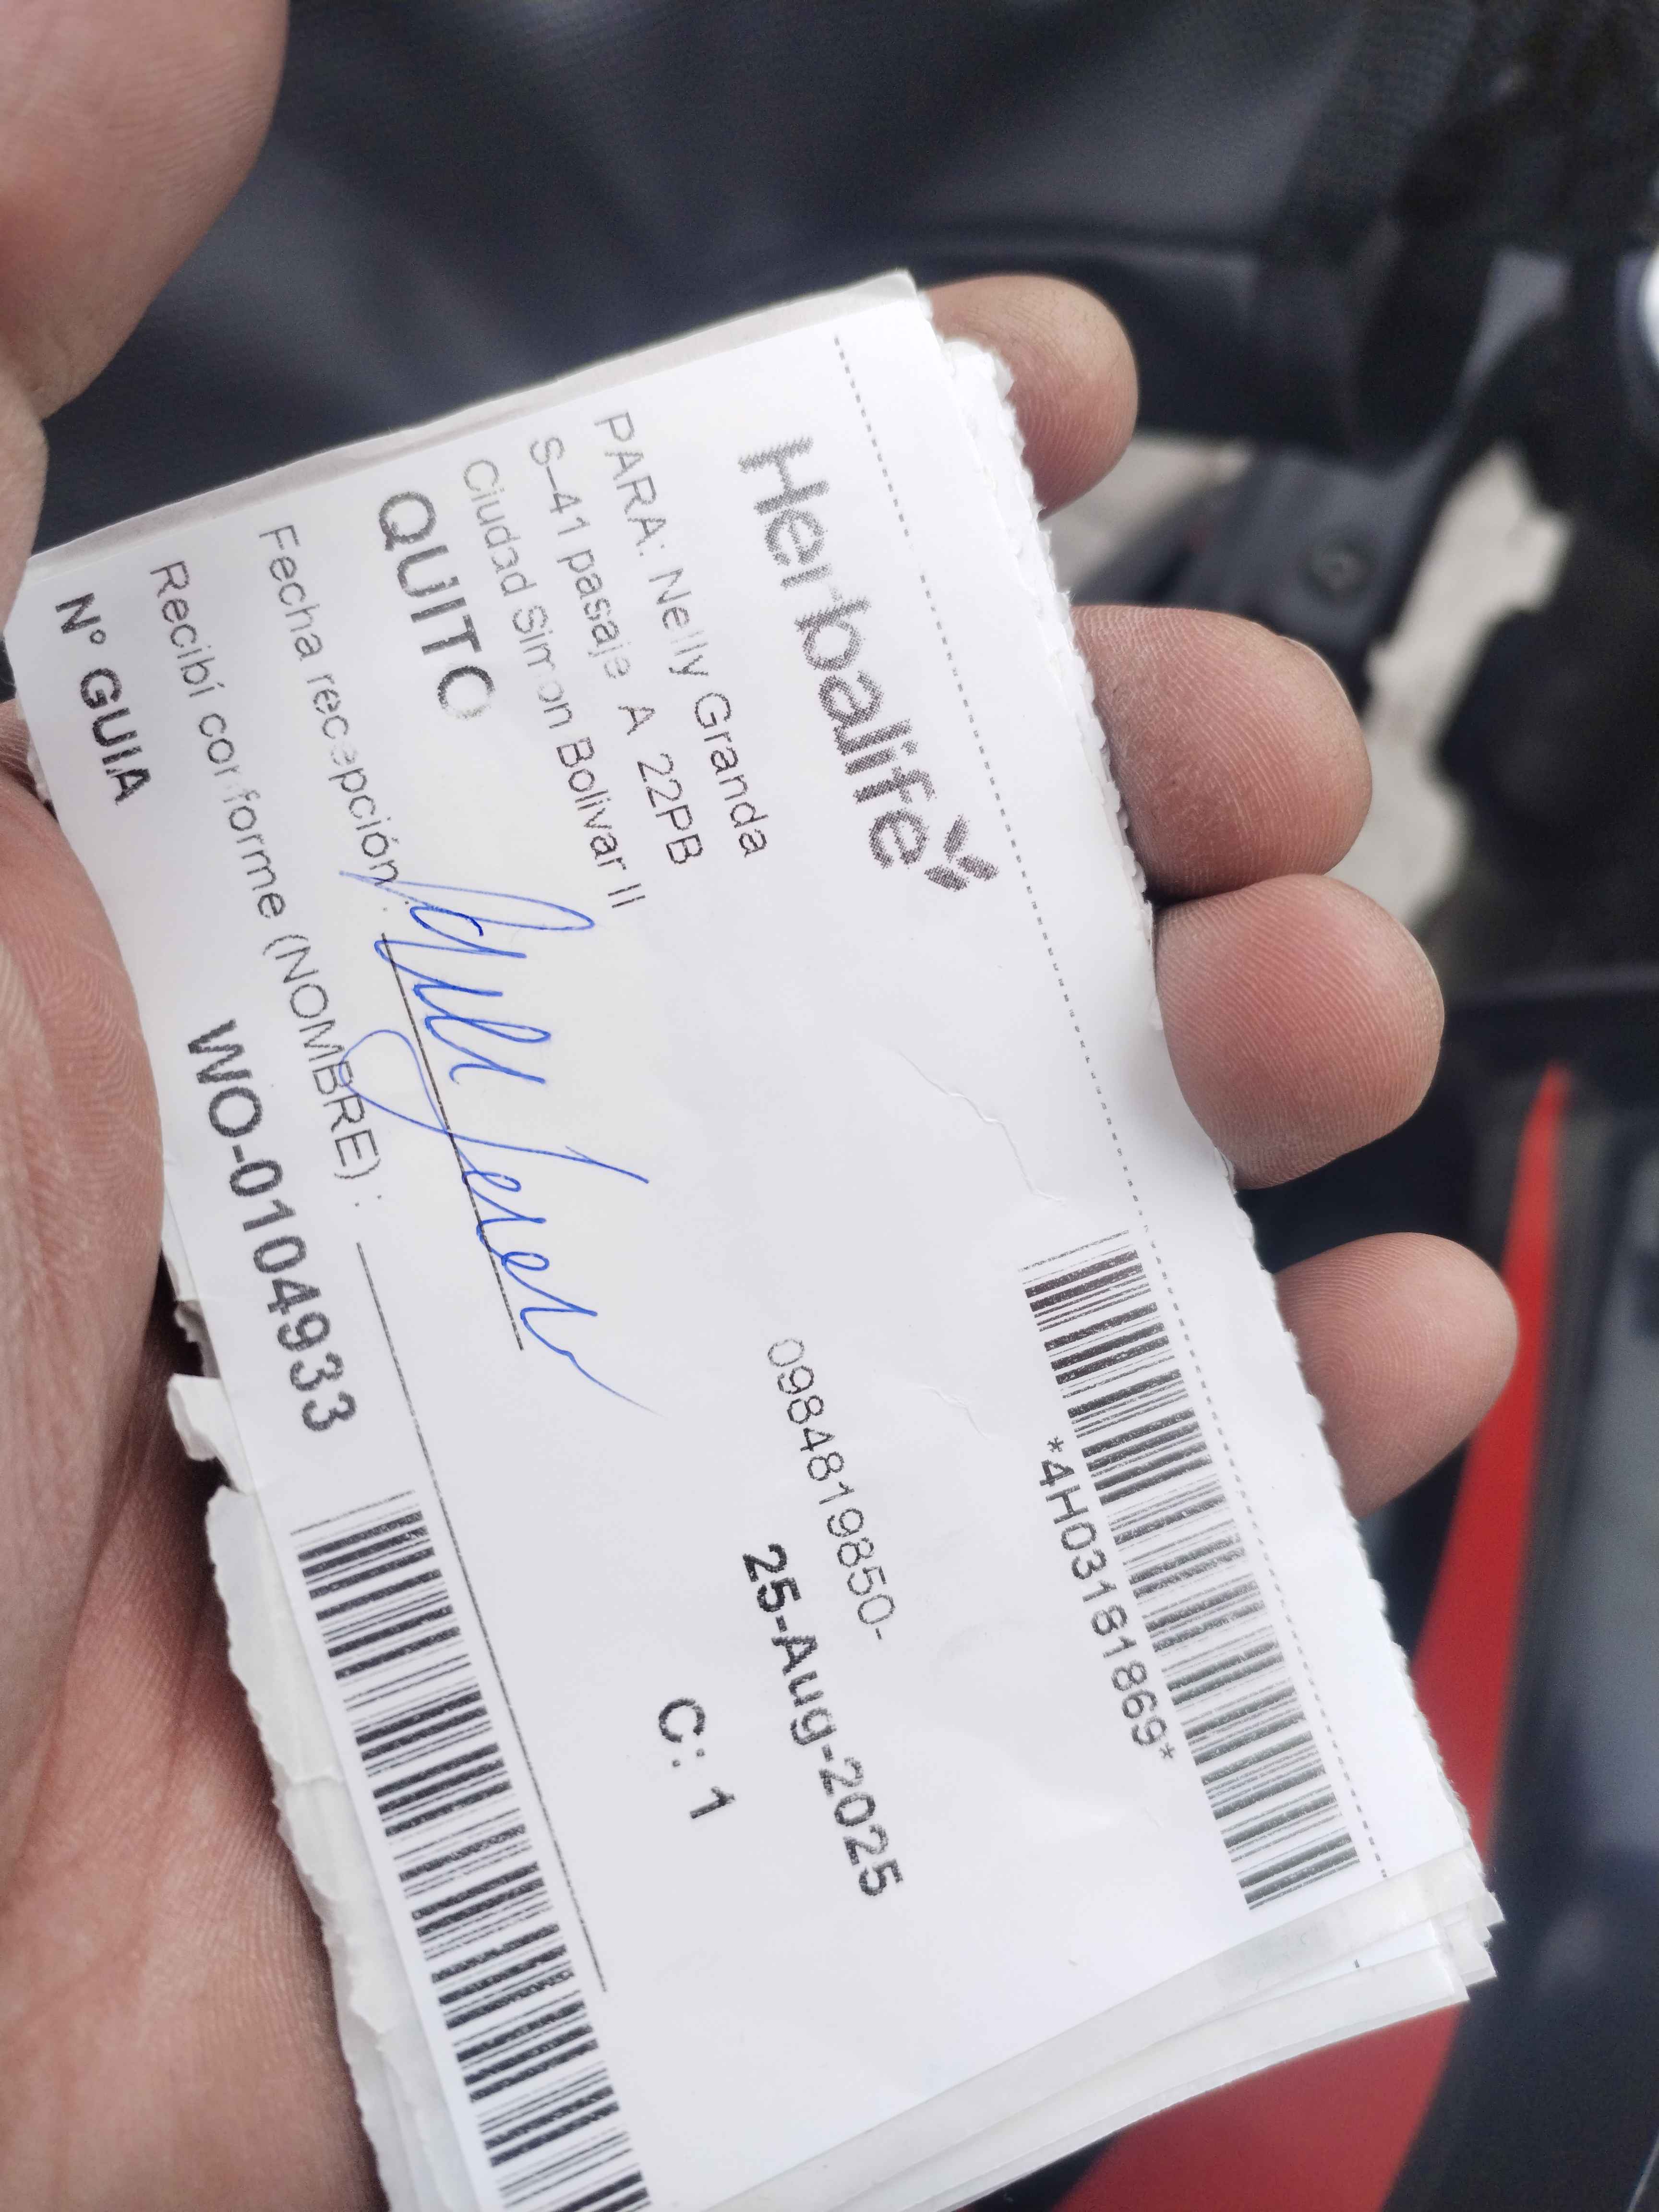 Herbalife
*4H03181869*
PARA: Nelly Granda
0984819850-
S-41 pasaje A 22PB
25-Aug-2025
Ciudad Simon Bolivar II
C: 1
QUITO
Fecha recepción:
Recibí conforme (NOMBRE) :
N° GUIA
WO-0104933